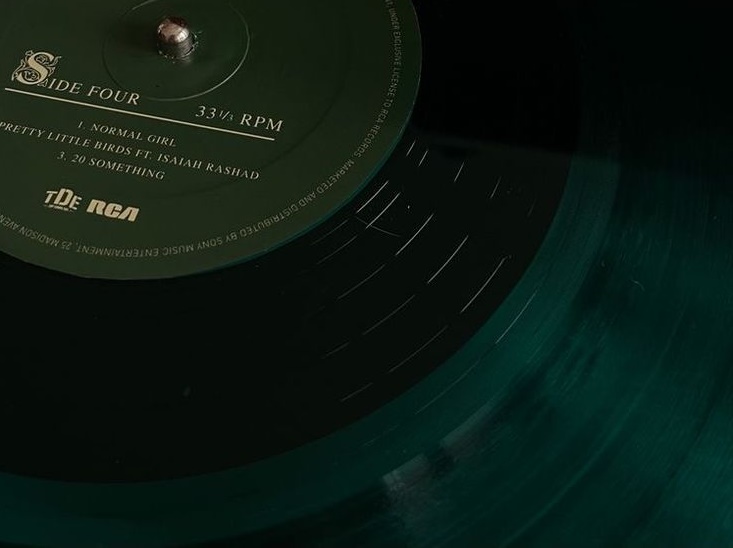 SIDE FOUR
33 1/3 RPM
1. NORMAL GIRL
PRETTY LITTLE BIRDS FT. ISAIAH RASHAD
3. 20 SOMETHING
TDE RCA
UNDER EXCLUSIVE LICENSE TO RCA RECORDS. MARKETED AND DISTRIBUTED BY SONY MUSIC ENTERTAINMENT, 25 MADISON